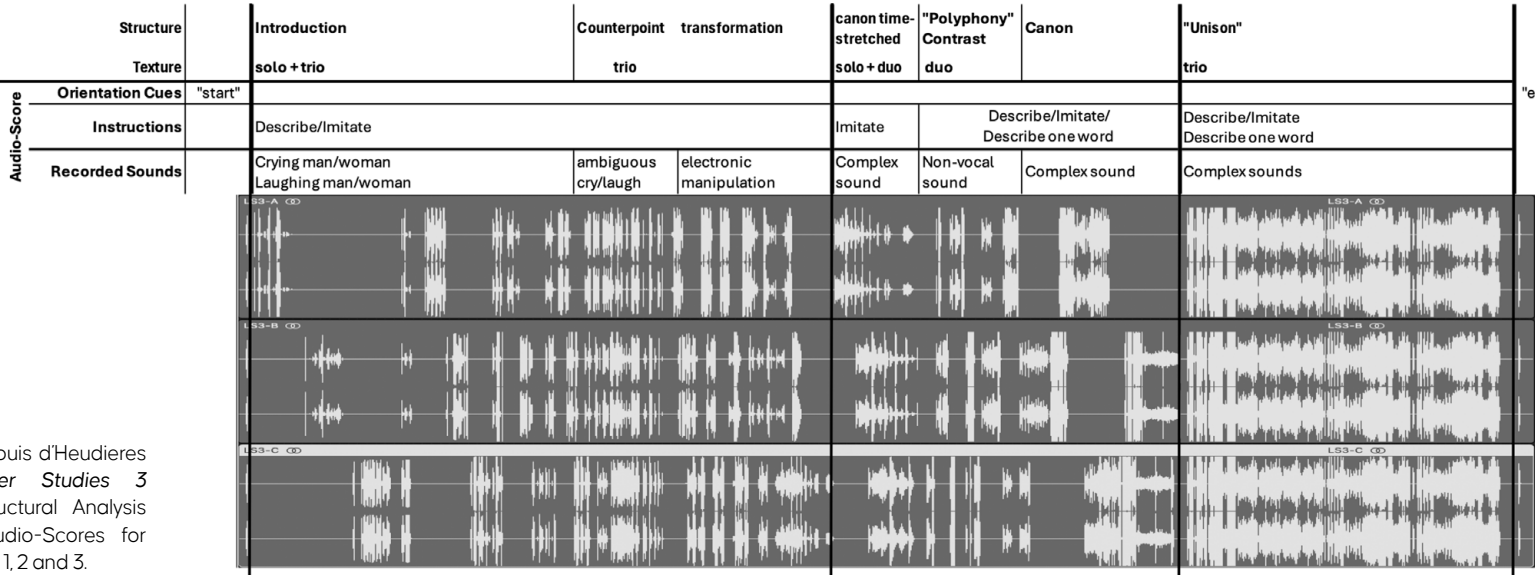 Structure Introduction Counterpoint transformation canon time-stretched "Polyphony" Contrast Canon "Unison"
Texture solo + trio trio solo + duo duo trio
Audio-Score
Orientation Cues "start" "e
Instructions Describe/Imitate Imitate Describe/Imitate/ Describe one word Describe/Imitate Describe one word
Recorded Sounds Crying man/woman Laughing man/woman ambiguous cry/laugh electronic manipulation Complex sound Non-vocal sound Complex sound Complex sounds
LS3-A LS3-A
LS3-B LS3-B
LS3-C LS3-C
ouis d'Heudieres
er Studies 3
uctural Analysis
udio-Scores for
1, 2 and 3.